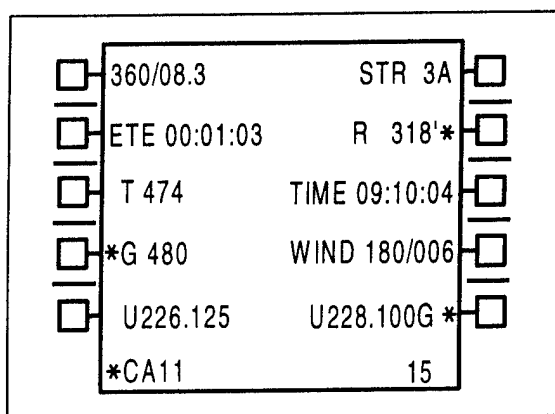 360/08.3 STR 3A
ETE 00:01:03 R 318'*
T 474 TIME 09:10:04
*G 480 WIND 180/006
U226.125 U228.100G *
*CA11 15